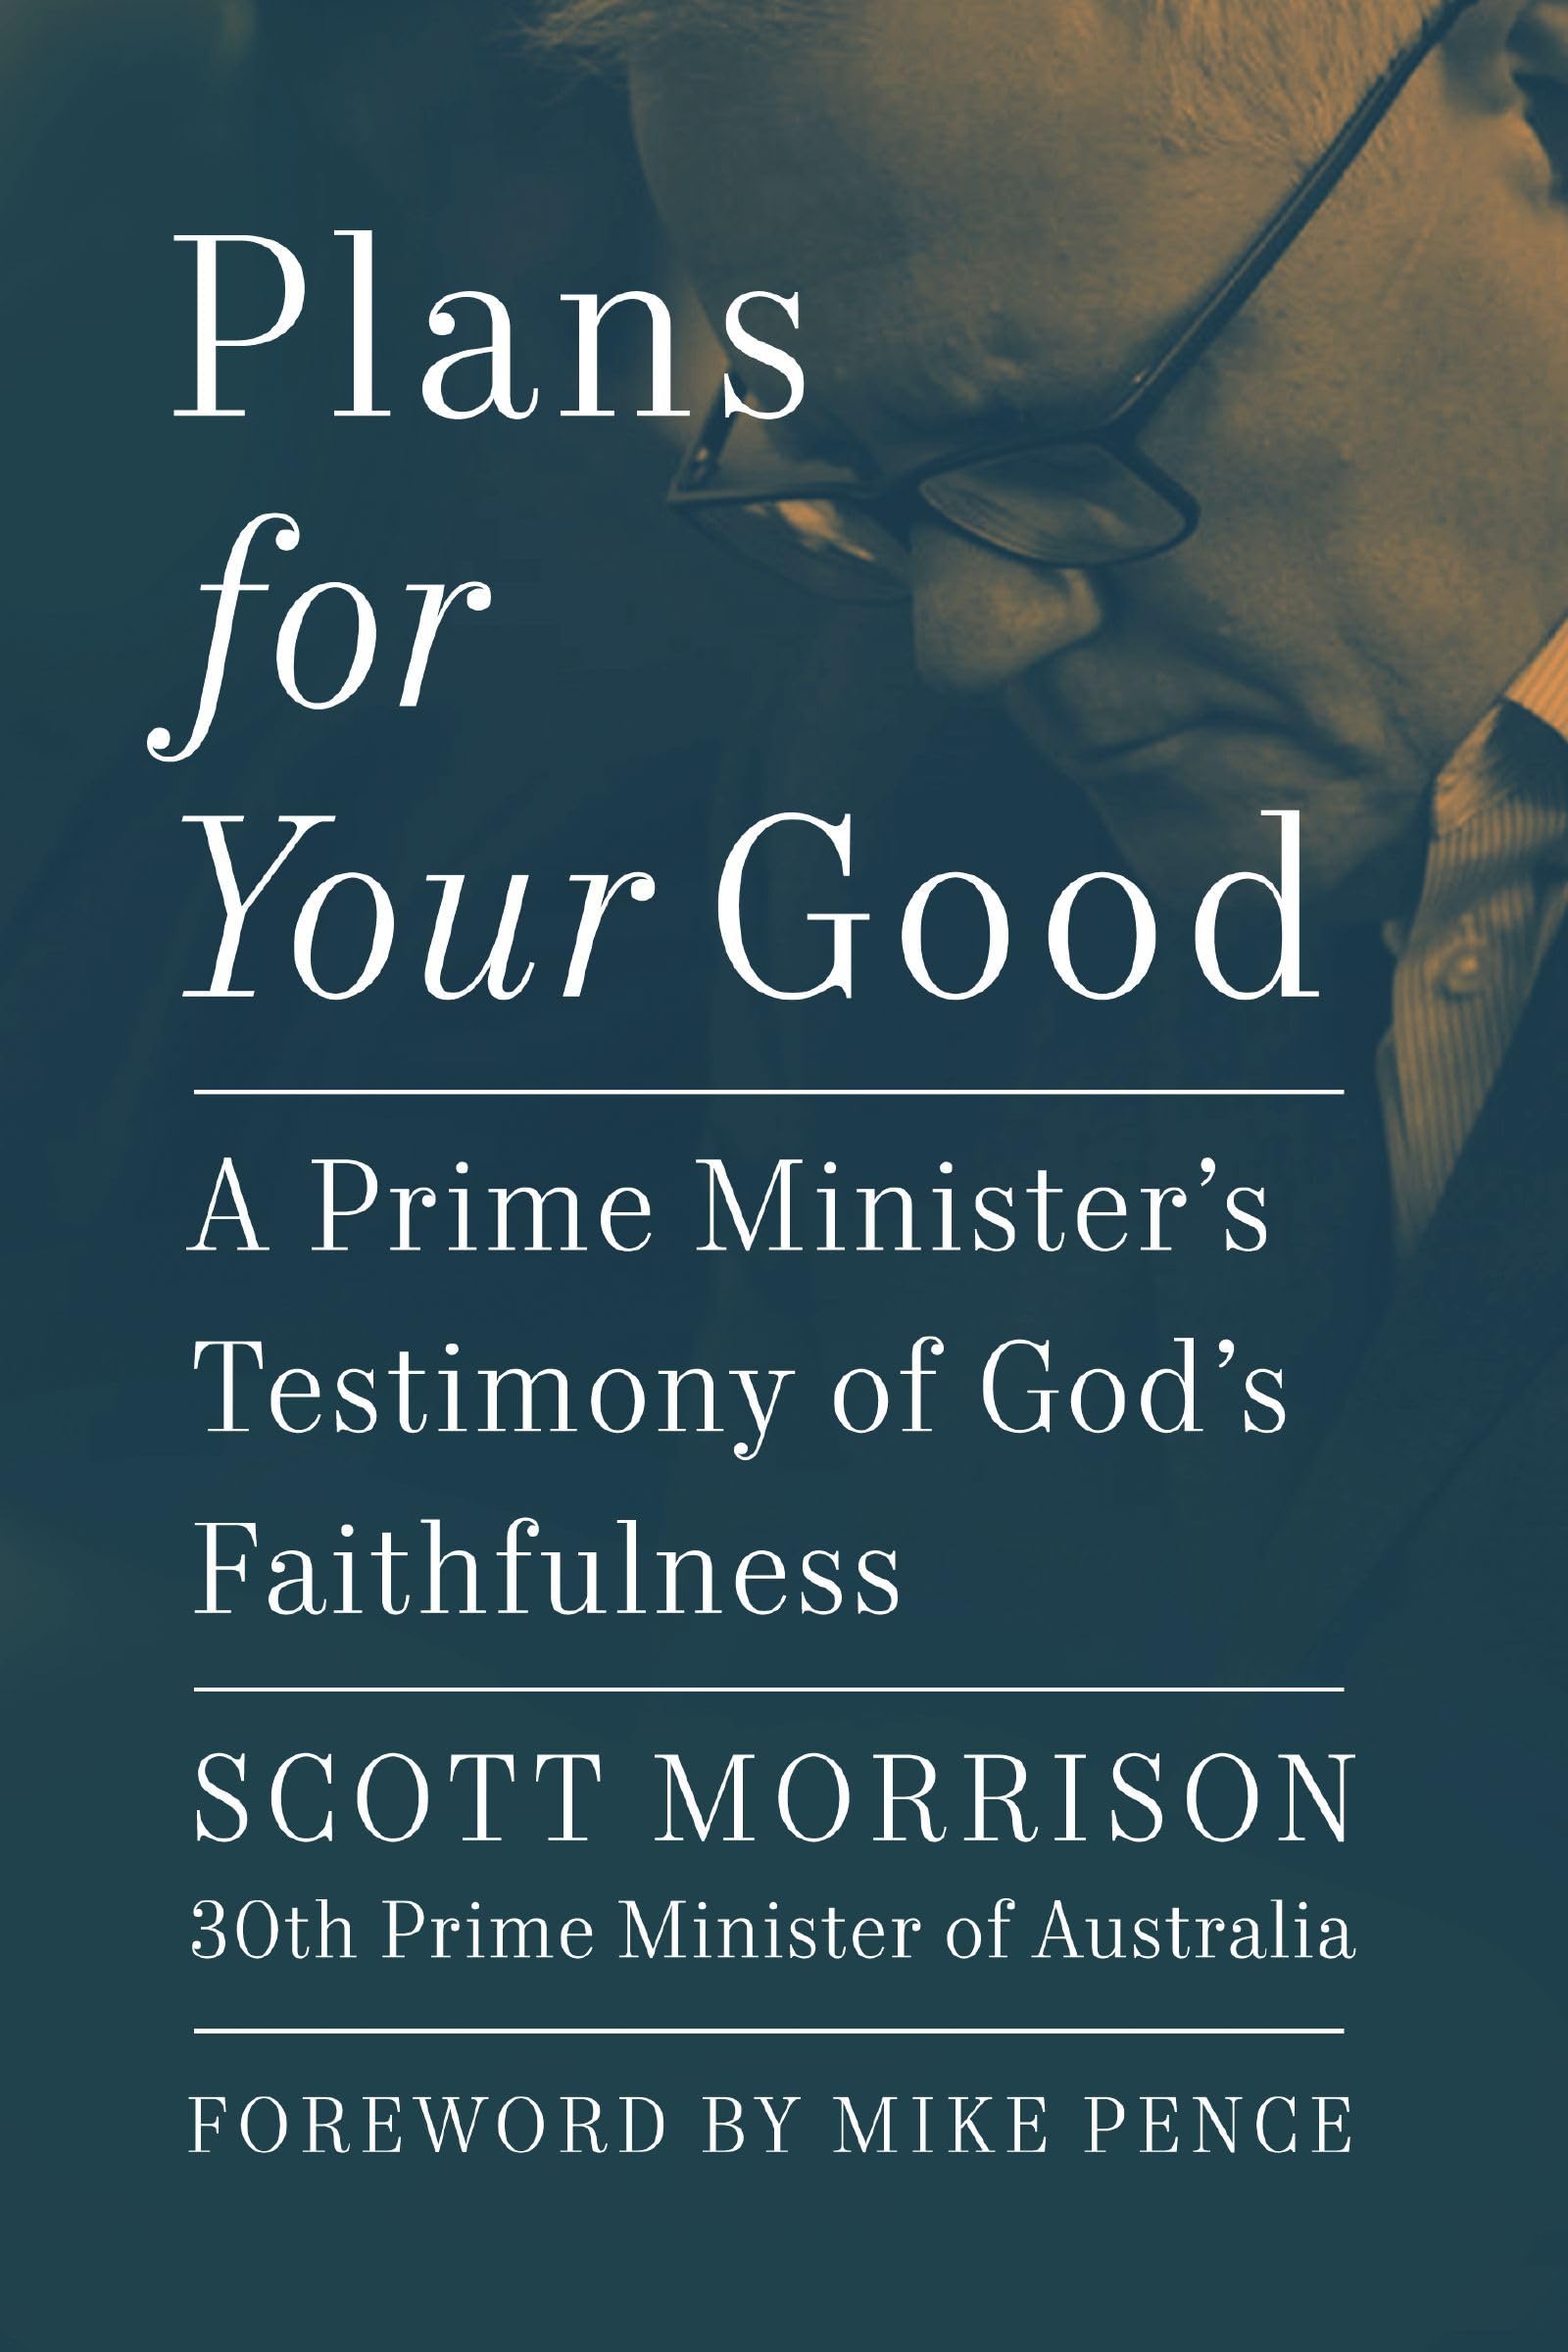 Plans
for
Your Good
A Prime Minister’s
Testimony of God’s
Faithfulness
SCOTT MORRISON
30th Prime Minister of Australia
FOREWORD BY MIKE PENCE